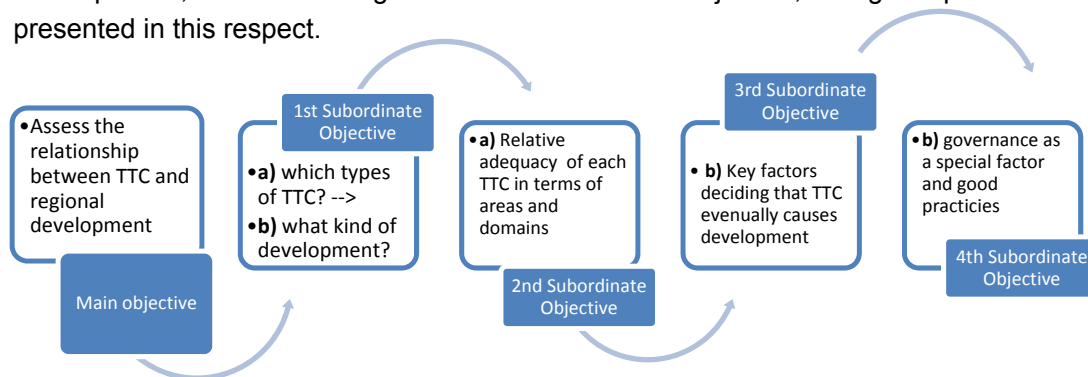 presented in this respect.
•Assess the
relationship
between TTC and
regional
development
Main objective
1st Subordinate
Objective
•a) which types
of TTC? -->
•b) what kind of
development?
•a) Relative
adequacy of each
TTC in terms of
areas and
domains
2nd Subordinate
Objective
3rd Subordinate
Objective
• b) Key factors
deciding that TTC
evenually causes
development
•b) governance as
a special factor
and good
practicies
4th Subordinate
Objective